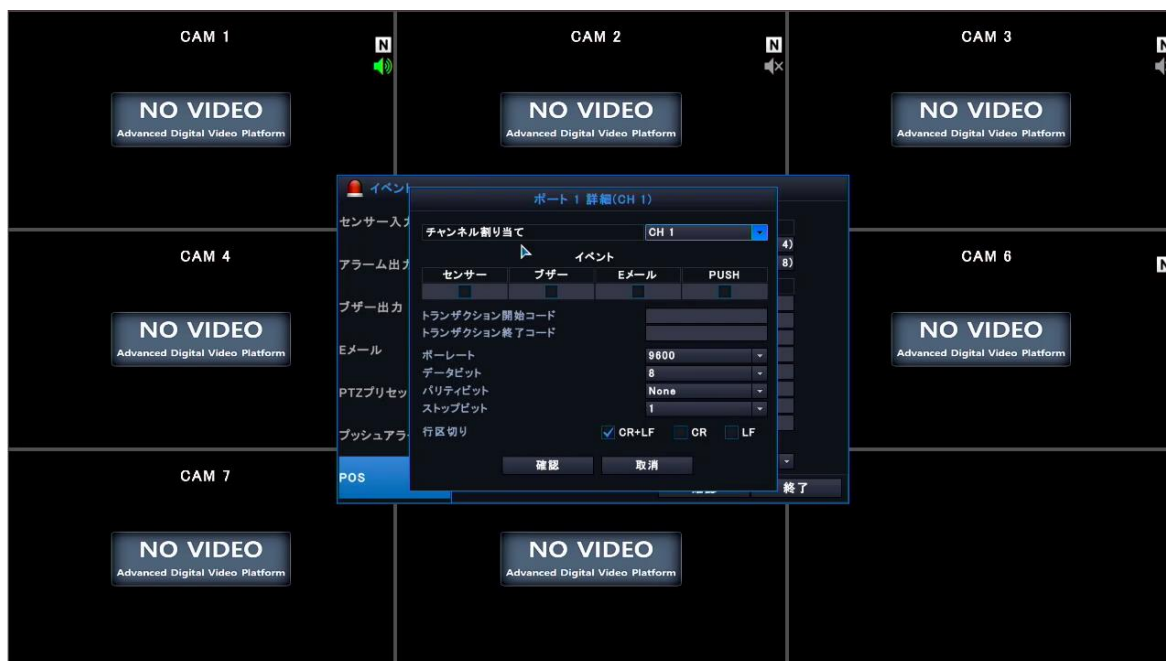 CAM 1
N
NO VIDEO
Advanced Digital Video Platform
CAM 2
N
NO VIDEO
Advanced Digital Video Platform
CAM 3
NO VIDEO
Advanced Digital Video Platform
イベント
センサー入力
アラーム出力
ブザー出力
Eメール
PTZプリセッ
プッシュアラー
POS
ポート 1 詳細(CH 1)
チャンネル割り当て CH 1
イベント
センサー ブザー Eメール PUSH
トランザクション開始コード
トランザクション終了コード
ボーレート 9600
データビット 8
パリティビット None
ストップビット 1
行区切り CR+LF CR LF
確認 取消
4)
8)
終了
CAM 4
NO VIDEO
Advanced Digital Video Platform
CAM 6
NO VIDEO
Advanced Digital Video Platform
CAM 7
NO VIDEO
Advanced Digital Video Platform
NO VIDEO
Advanced Digital Video Platform